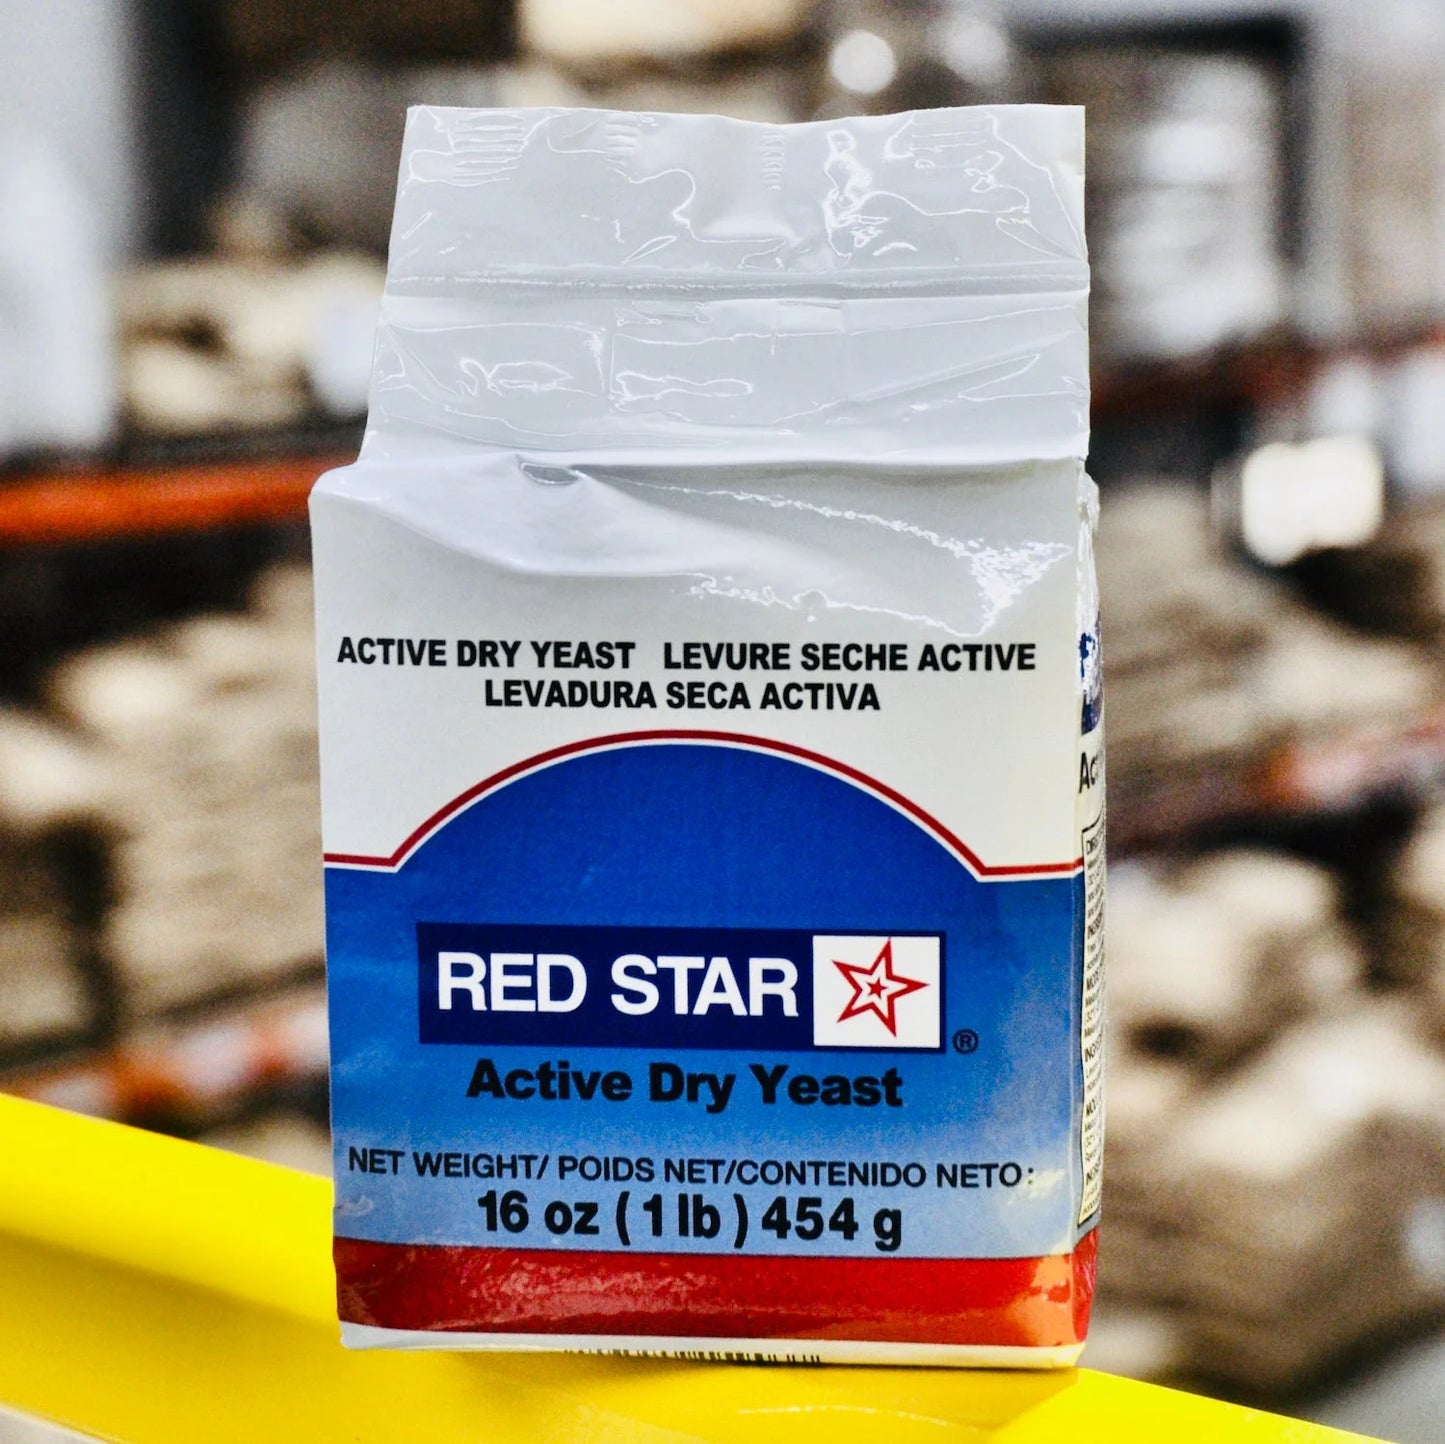 ACTIVE DRY YEAST LEVURE SECHE ACTIVE
LEVADURA SECA ACTIVA
RED STAR
®
Active Dry Yeast
NET WEIGHT/ POIDS NET/CONTENIDO NETO:
16 oz (1 lb) 454 g